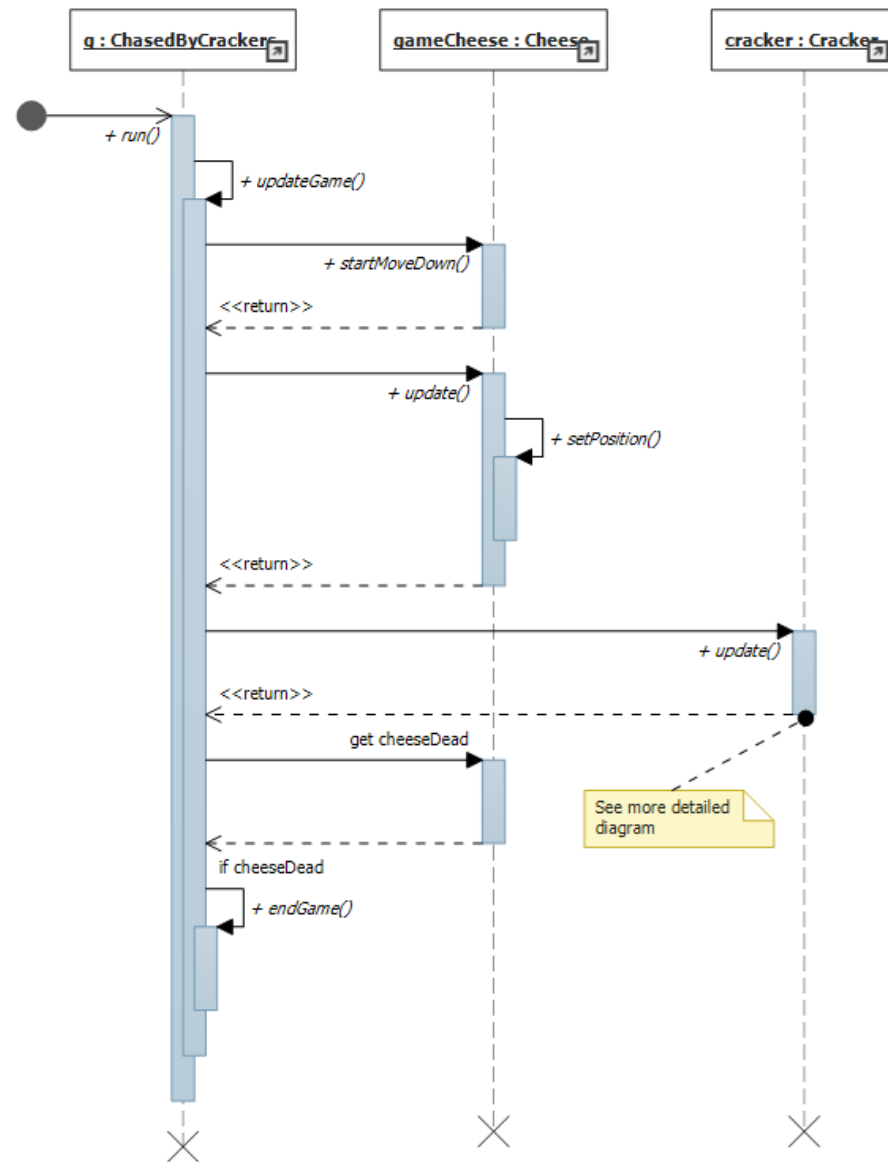 g : ChasedByCrackers
gameCheese : Cheese
cracker : Cracker
+ run()
+ updateGame()
+ startMoveDown()
<<return>>
+ update()
+ setPosition()
<<return>>
+ update()
<<return>>
get cheeseDead
See more detailed
diagram
if cheeseDead
+ endGame()